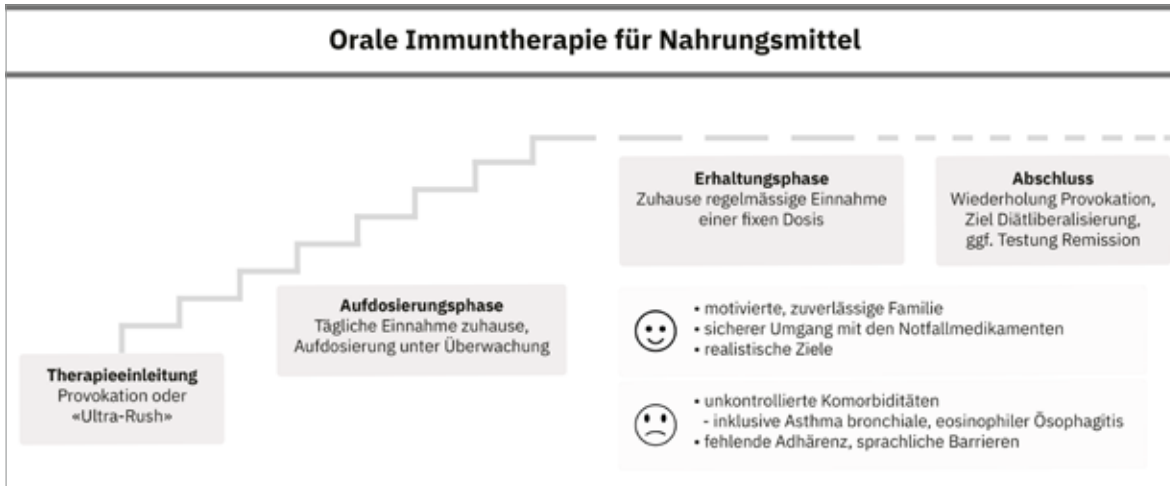 Orale Immuntherapie für Nahrungsmittel
Erhaltungsphase
Zuhause regelmässige Einnahme
einer fixen Dosis
Abschluss
Wiederholung Provokation,
Ziel Diätliberalisierung,
ggf. Testung Remission
Aufdosierungsphase
Tägliche Einnahme zuhause,
Aufdosierung unter Überwachung
Therapieeinleitung
Provokation oder
«Ultra-Rush»
• motivierte, zuverlässige Familie
• sicherer Umgang mit den Notfallmedikamenten
• realistische Ziele
• unkontrollierte Komorbiditäten
- inklusive Asthma bronchiale, eosinophiler Ösophagitis
• fehlende Adhärenz, sprachliche Barrieren